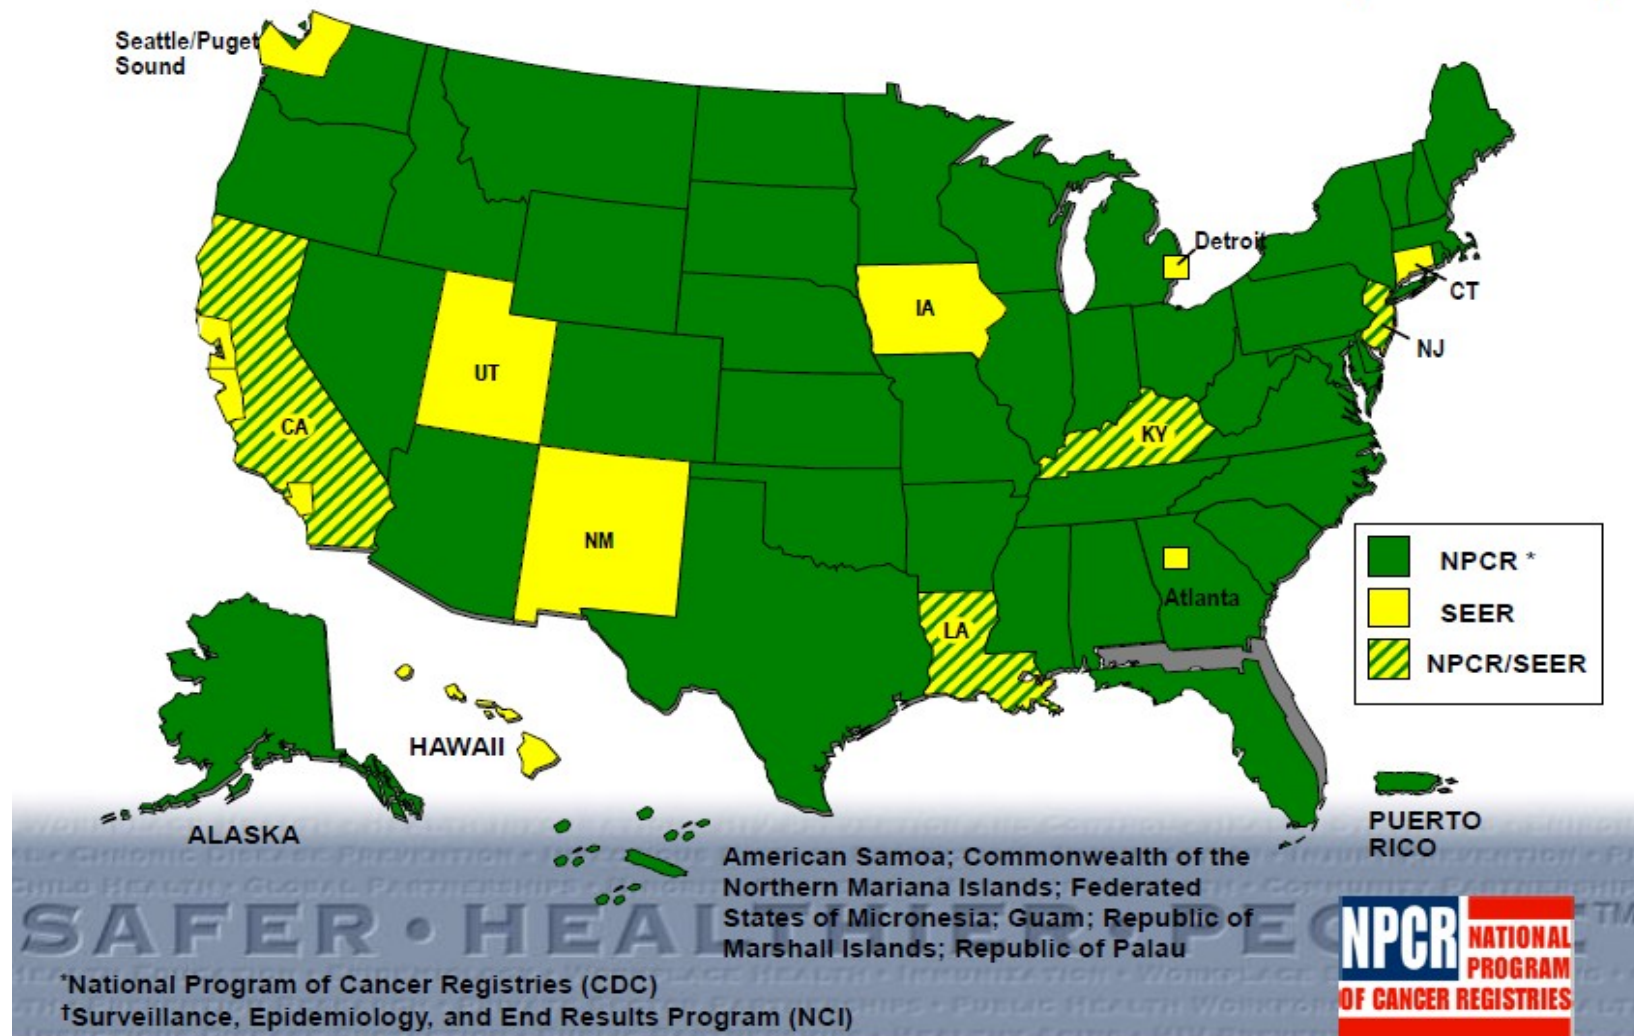 Seattle/Puget
Sound
Detroit
CT
NJ
IA
UT
CA
KY
NM
Atlanta
LA
NPCR *
SEER
NPCR/SEER
HAWAII
ALASKA
PUERTO
RICO
American Samoa; Commonwealth of the
Northern Mariana Islands; Federated
States of Micronesia; Guam; Republic of
Marshall Islands; Republic of Palau
SAFER • HEALTHIER • PEOPLE™
NPCR NATIONAL
PROGRAM
OF CANCER REGISTRIES
*National Program of Cancer Registries (CDC)
†Surveillance, Epidemiology, and End Results Program (NCI)